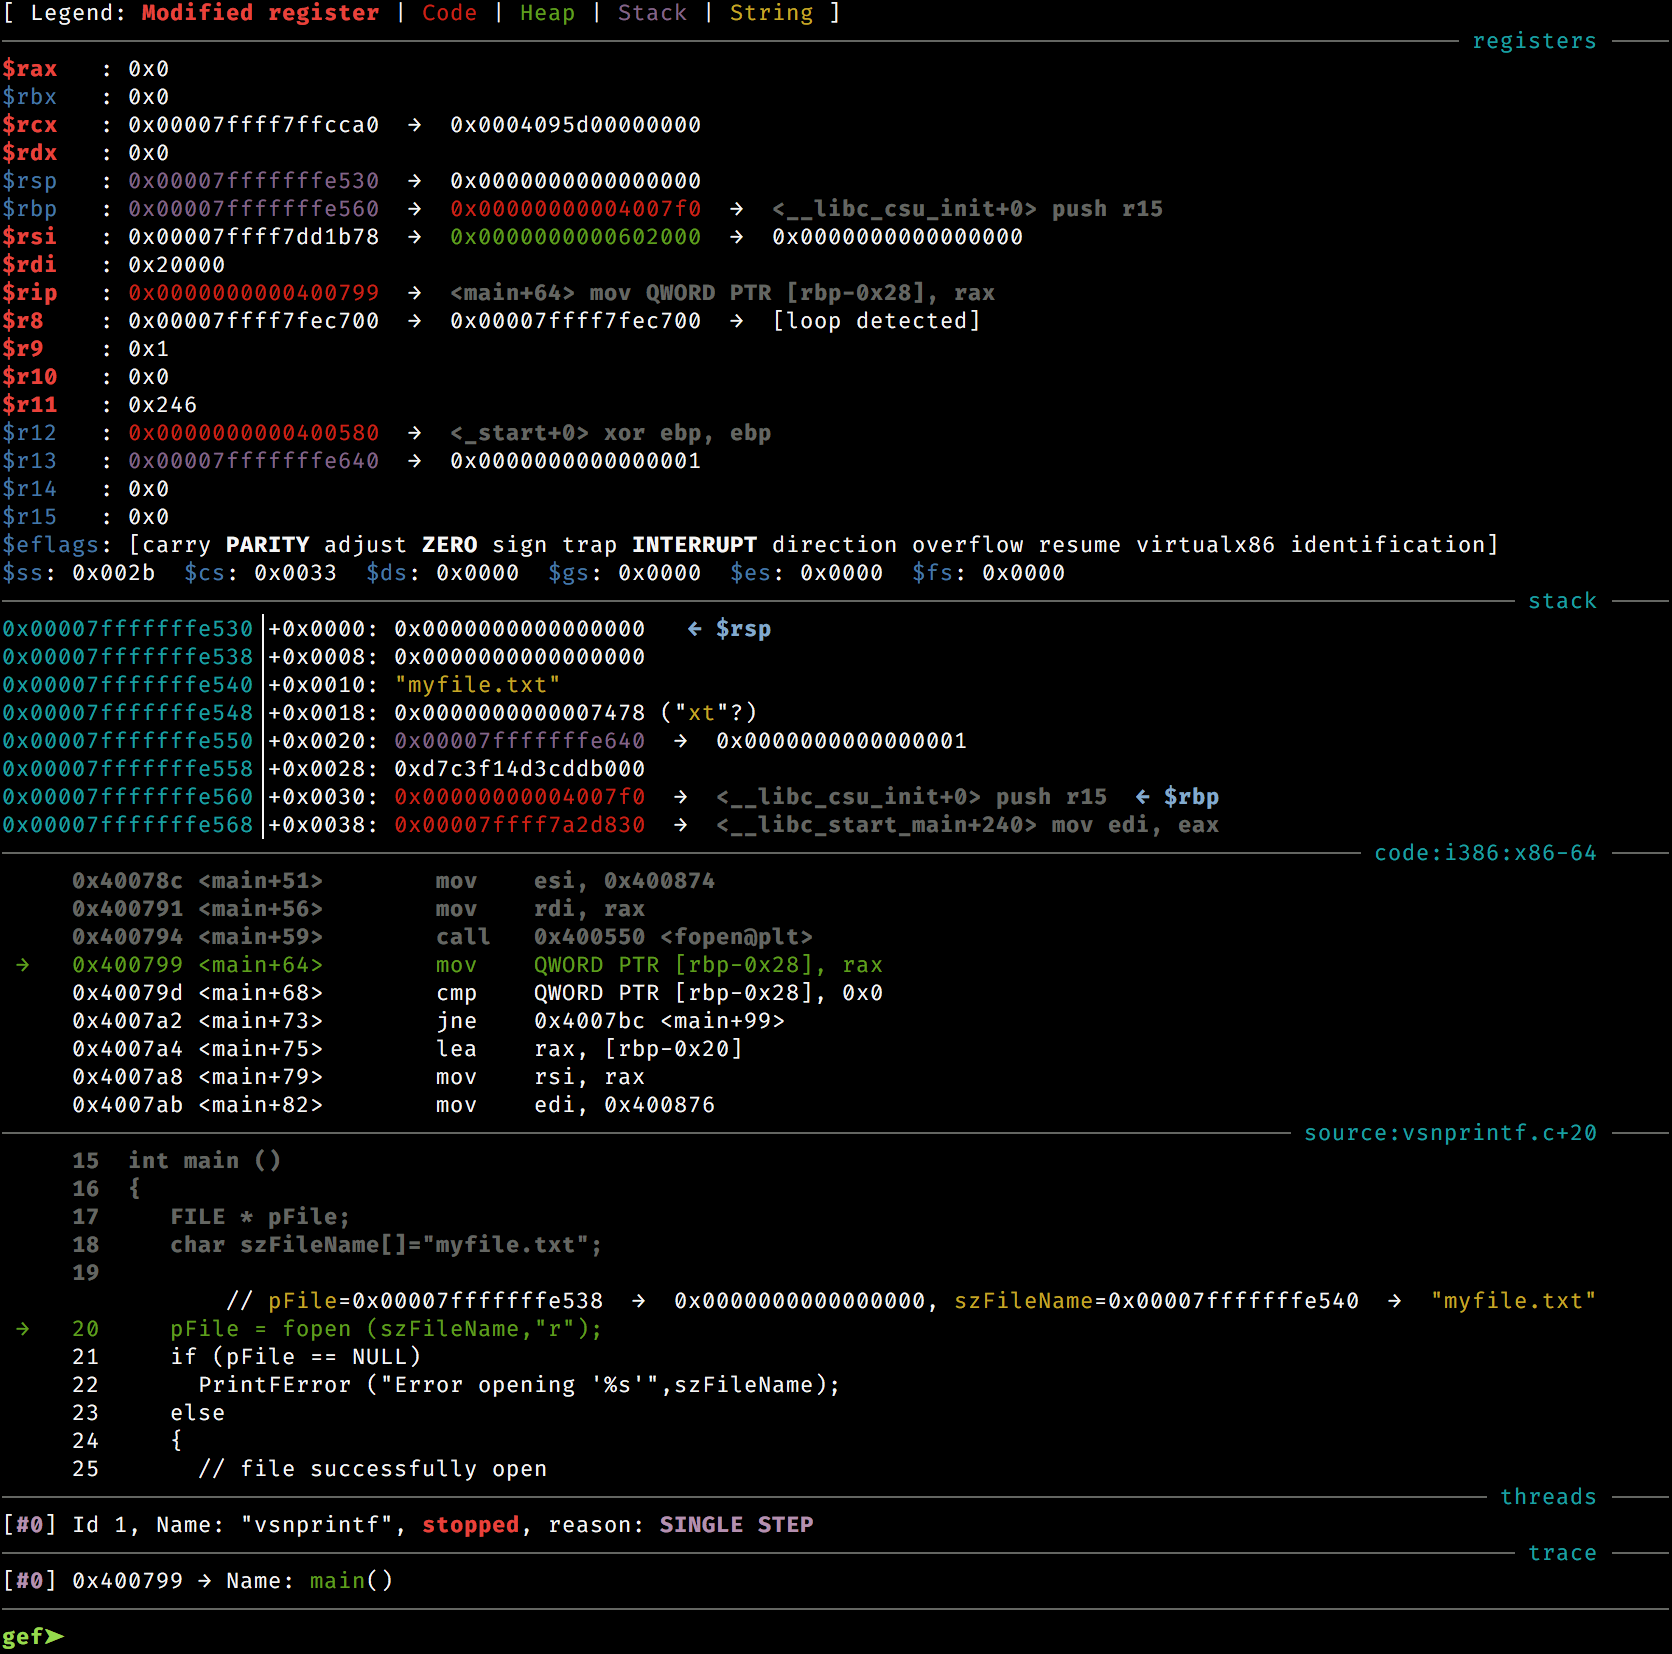 [ Legend: Modified register | Code | Heap | Stack | String ]
registers
$rax   : 0x0
$rbx   : 0x0
$rcx   : 0x00007ffff7ffcca0  →  0x0004095d00000000
$rdx   : 0x0
$rsp   : 0x00007fffffffe530  →  0x0000000000000000
$rbp   : 0x00007fffffffe560  →  0x00000000004007f0  →  <__libc_csu_init+0> push r15
$rsi   : 0x00007ffff7dd1b78  →  0x0000000000602000  →  0x0000000000000000
$rdi   : 0x20000
$rip   : 0x0000000000400799  →  <main+64> mov QWORD PTR [rbp-0x28], rax
$r8    : 0x00007ffff7fec700  →  0x00007ffff7fec700  →  [loop detected]
$r9    : 0x1
$r10   : 0x0
$r11   : 0x246
$r12   : 0x0000000000400580  →  <_start+0> xor ebp, ebp
$r13   : 0x00007fffffffe640  →  0x0000000000000001
$r14   : 0x0
$r15   : 0x0
$eflags: [carry PARITY adjust ZERO sign trap INTERRUPT direction overflow resume virtualx86 identification]
$ss: 0x002b  $cs: 0x0033  $ds: 0x0000  $gs: 0x0000  $es: 0x0000  $fs: 0x0000
stack
0x00007fffffffe530│+0x0000: 0x0000000000000000   ← $rsp
0x00007fffffffe538│+0x0008: 0x0000000000000000
0x00007fffffffe540│+0x0010: "myfile.txt"
0x00007fffffffe548│+0x0018: 0x0000000000007478 ("xt"?)
0x00007fffffffe550│+0x0020: 0x00007fffffffe640  →  0x0000000000000001
0x00007fffffffe558│+0x0028: 0xd7c3f14d3cddb000
0x00007fffffffe560│+0x0030: 0x00000000004007f0  →  <__libc_csu_init+0> push r15  ← $rbp
0x00007fffffffe568│+0x0038: 0x00007ffff7a2d830  →  <__libc_start_main+240> mov edi, eax
code:i386:x86-64
0x40078c <main+51>        mov    esi, 0x400874
0x400791 <main+56>        mov    rdi, rax
0x400794 <main+59>        call   0x400550 <fopen@plt>
→   0x400799 <main+64>        mov    QWORD PTR [rbp-0x28], rax
0x40079d <main+68>        cmp    QWORD PTR [rbp-0x28], 0x0
0x4007a2 <main+73>        jne    0x4007bc <main+99>
0x4007a4 <main+75>        lea    rax, [rbp-0x20]
0x4007a8 <main+79>        mov    rsi, rax
0x4007ab <main+82>        mov    edi, 0x400876
source:vsnprintf.c+20
15  int main ()
16  {
17     FILE * pFile;
18     char szFileName[]="myfile.txt";
19
// pFile=0x00007fffffffe538  →  0x0000000000000000, szFileName=0x00007fffffffe540  →  "myfile.txt"
→   20     pFile = fopen (szFileName,"r");
21     if (pFile == NULL)
22       PrintFError ("Error opening '%s'",szFileName);
23     else
24     {
25       // file successfully open
threads
[#0] Id 1, Name: "vsnprintf", stopped, reason: SINGLE STEP
trace
[#0] 0x400799 → Name: main()
gef➤